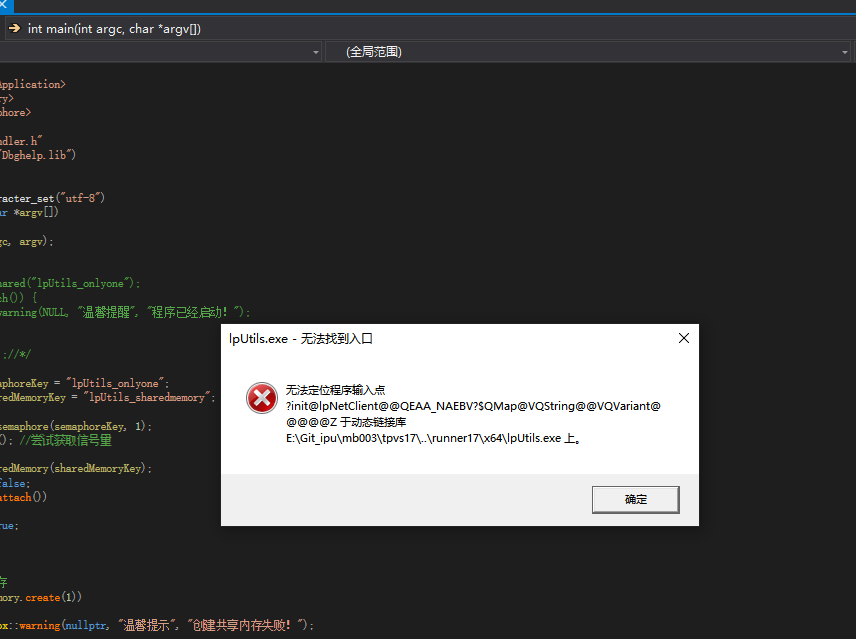 int main(int argc, char *argv[])
(全局范围)
Application>
ry>
phore>
ndler.h"
"Dbghelp.lib")
racter_set("utf-8")
ar *argv[])
gc, argv);
hared("lpUtils_onlyone");
ch()) {
warning(NULL, "温馨提醒", "程序已经启动! ");
;//*/
aphoreKey = "lpUtils_onlyone";
redMemoryKey = "lpUtils_sharedmemory";
semaphore(semaphoreKey, 1);
(); //尝试获取信号量
redMemory(sharedMemoryKey);
false;
attach())
rue;
存
mory.create(1))
ox::warning(nullptr, "温馨提示", "创建共享内存失败! ");
lpUtils.exe - 无法找到入口
无法定位程序输入点
?init@lpNetClient@@QEAA_NAEBV?$QMap@VQString@@VQVariant@
@@@@Z 于动态链接库
E:\Git_ipu\mb003\tpvs17\..\runner17\x64\lpUtils.exe 上。
确定